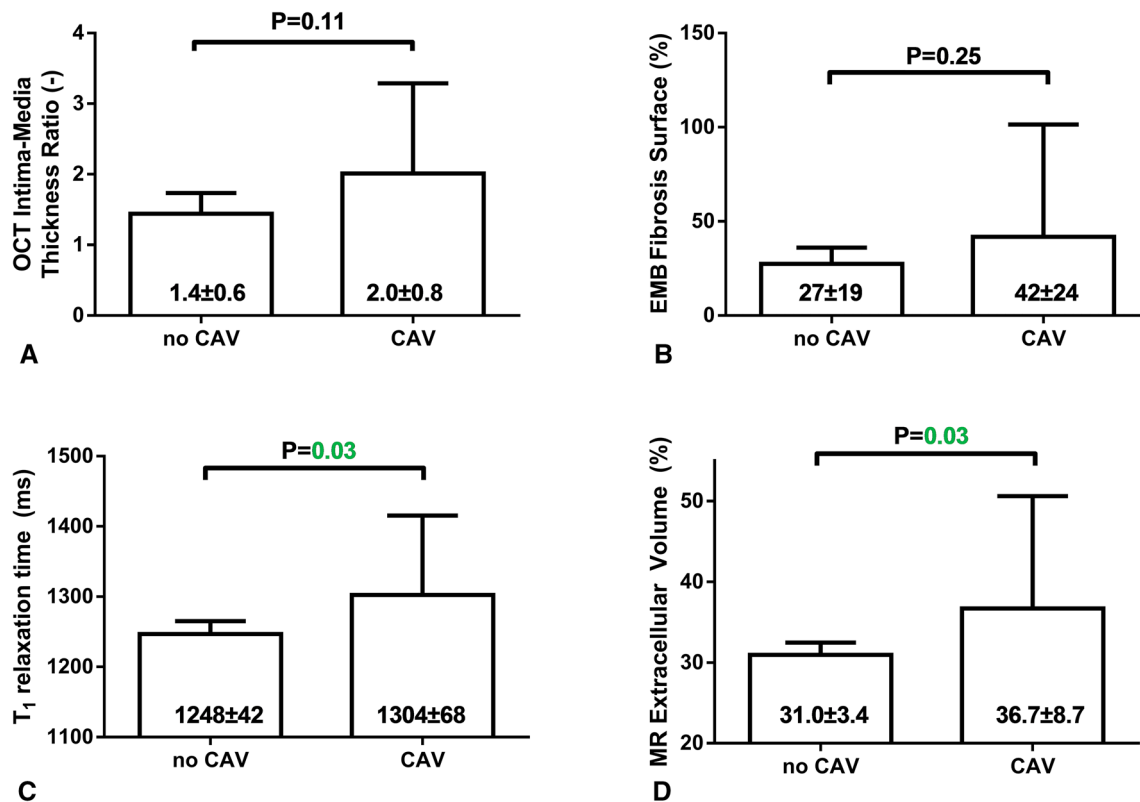 P=0.11
OCT Intima-Media
Thickness Ratio (-)
5
4
3
2
1
0
1.4±0.6
2.0±0.8
no CAV
CAV
A
P=0.25
EMB Fibrosis Surface (%)
150
100
50
0
27±19
42±24
no CAV
CAV
B
P=0.03
T1 relaxation time (ms)
1500
1400
1300
1200
1100
1248±42
1304±68
no CAV
CAV
C
P=0.03
MR Extracellular Volume (%)
50
40
30
20
31.0±3.4
36.7±8.7
no CAV
CAV
D